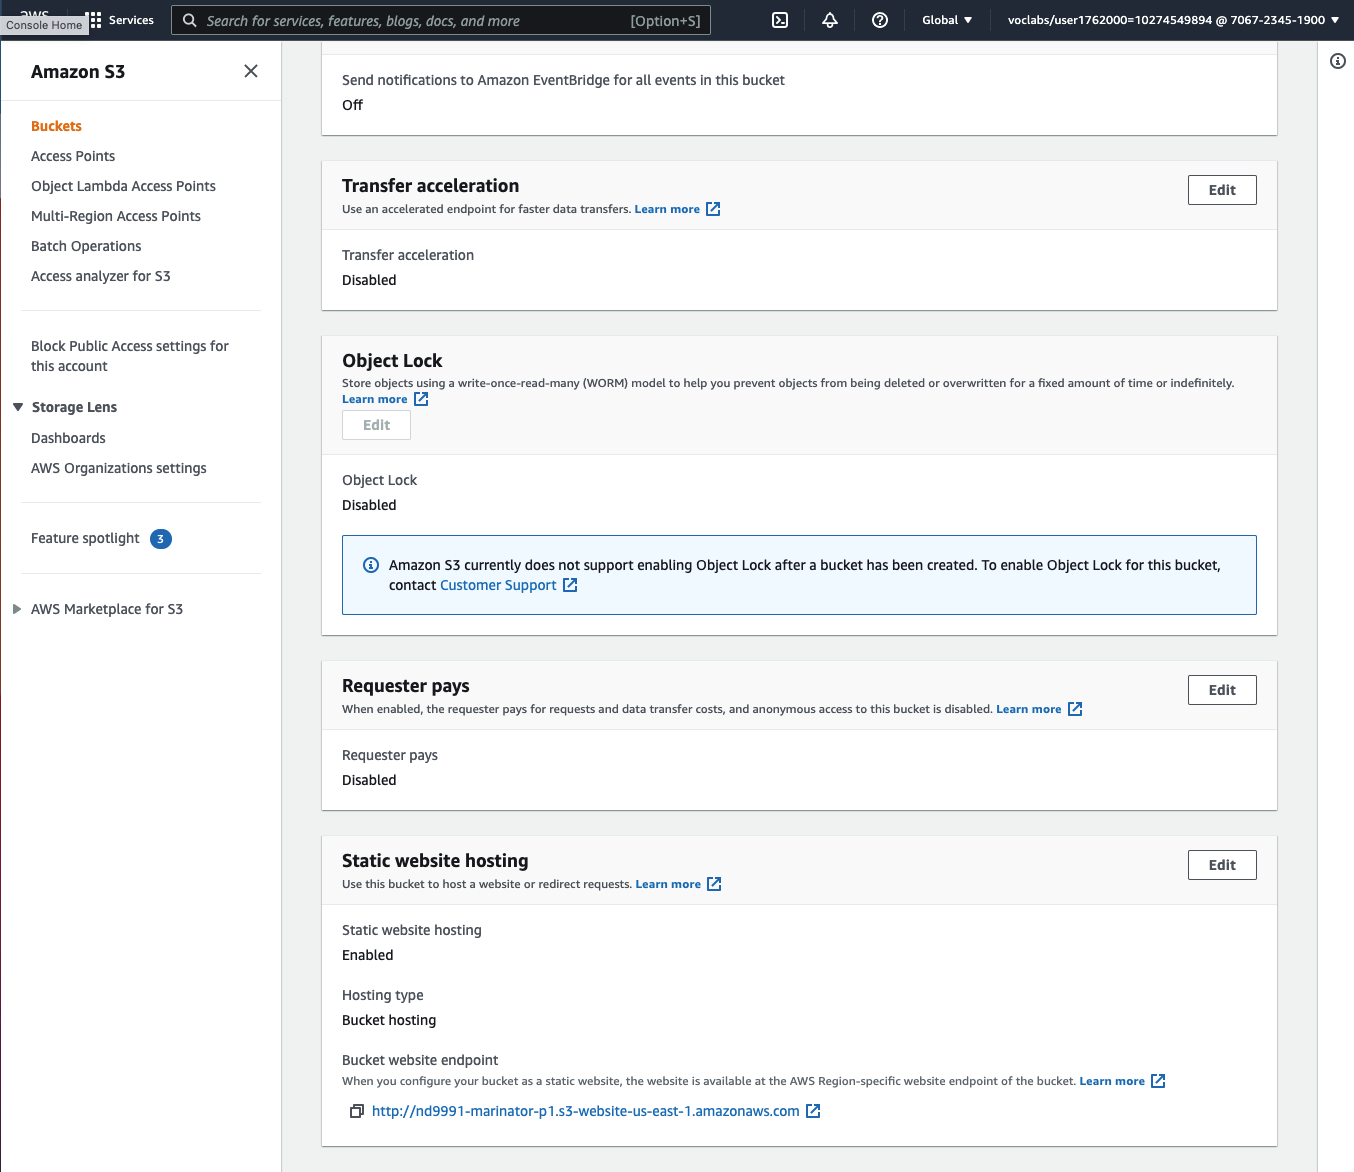 aws
Console Home
Services
Search for services, features, blogs, docs, and more
[Option+S]
Global
voclabs/user1762000=10274549894 @ 7067-2345-1900
Amazon S3
Buckets
Access Points
Object Lambda Access Points
Multi-Region Access Points
Batch Operations
Access analyzer for S3
Block Public Access settings for
this account
Storage Lens
Dashboards
AWS Organizations settings
Feature spotlight 3
AWS Marketplace for S3
Send notifications to Amazon EventBridge for all events in this bucket
Off
Transfer acceleration
Edit
Use an accelerated endpoint for faster data transfers. Learn more
Transfer acceleration
Disabled
Object Lock
Store objects using a write-once-read-many (WORM) model to help you prevent objects from being deleted or overwritten for a fixed amount of time or indefinitely.
Learn more
Edit
Object Lock
Disabled
Amazon S3 currently does not support enabling Object Lock after a bucket has been created. To enable Object Lock for this bucket,
contact Customer Support
Requester pays
Edit
When enabled, the requester pays for requests and data transfer costs, and anonymous access to this bucket is disabled. Learn more
Requester pays
Disabled
Static website hosting
Edit
Use this bucket to host a website or redirect requests. Learn more
Static website hosting
Enabled
Hosting type
Bucket hosting
Bucket website endpoint
When you configure your bucket as a static website, the website is available at the AWS Region-specific website endpoint of the bucket. Learn more
http://nd9991-marinator-p1.s3-website-us-east-1.amazonaws.com